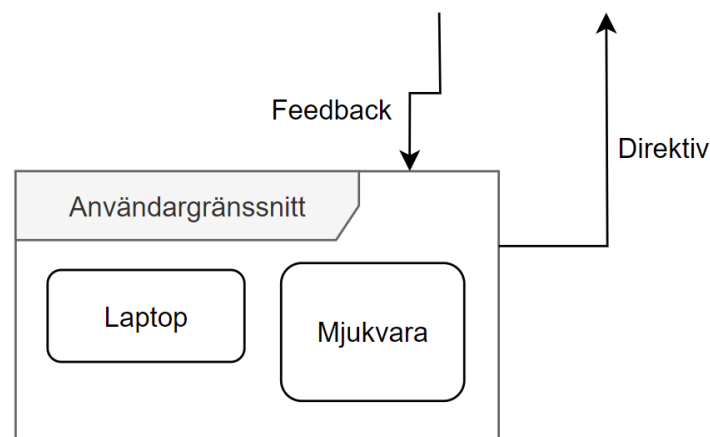 Feedback
Direktiv
Användargränssnitt
Laptop
Mjukvara